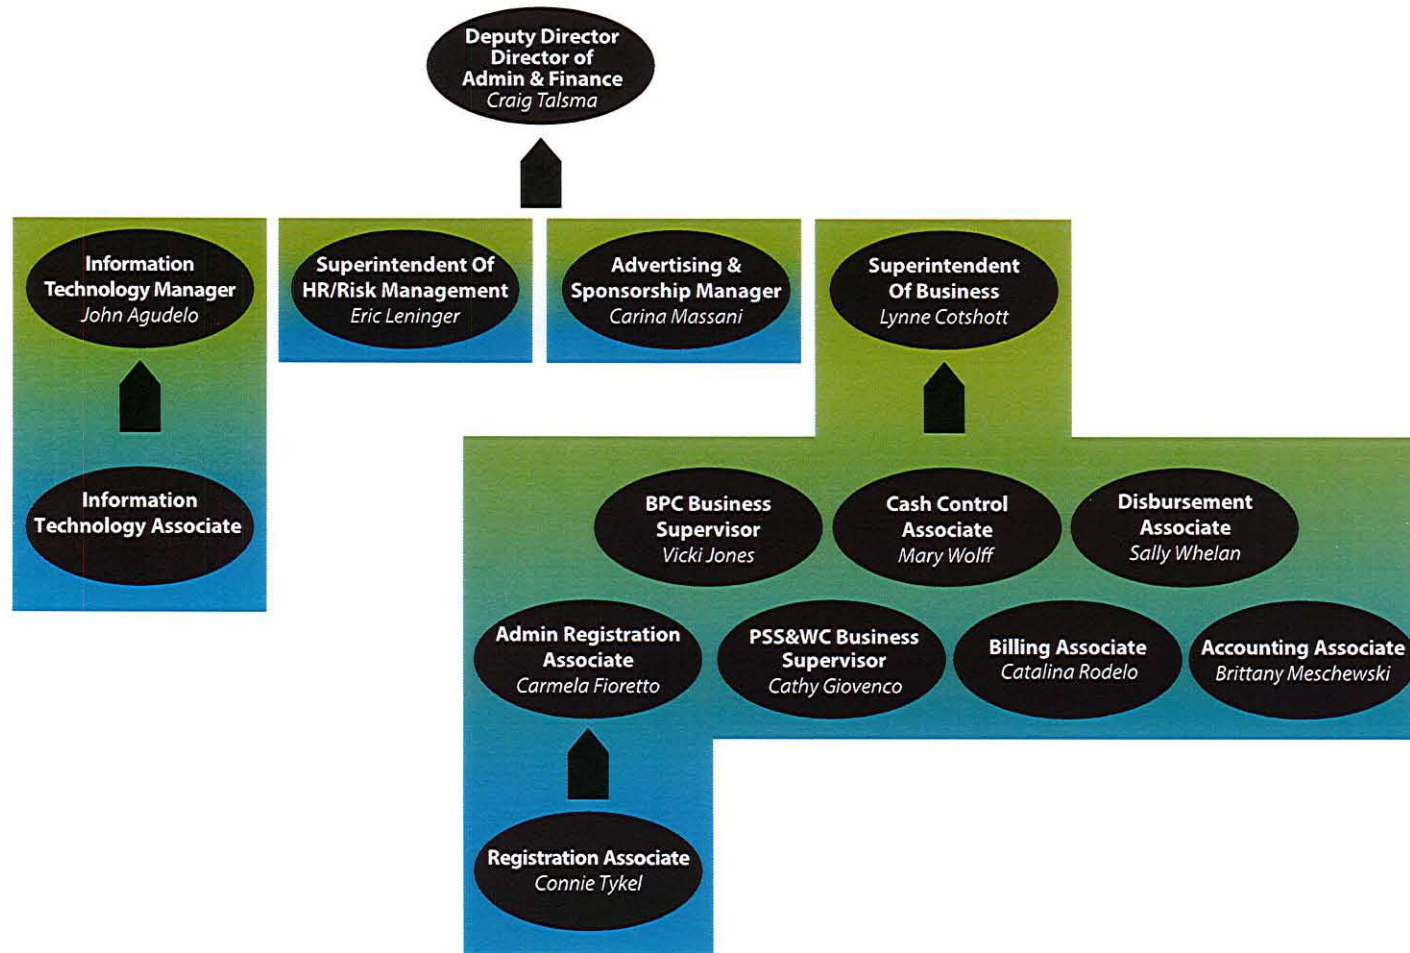 Deputy Director
Director of
Admin & Finance
Craig Talsma
Information
Technology Manager
John Agudelo
Superintendent Of
HR/Risk Management
Eric Leninger
Advertising &
Sponsorship Manager
Carina Massani
Superintendent
Of Business
Lynne Cotshott
Information
Technology Associate
BPC Business
Supervisor
Vicki Jones
Cash Control
Associate
Mary Wolff
Disbursement
Associate
Sally Whelan
Admin Registration
Associate
Carmela Fioretto
PSS&WC Business
Supervisor
Cathy Giovenco
Billing Associate
Catalina Rodelo
Accounting Associate
Brittany Meschewski
Registration Associate
Connie Tykel